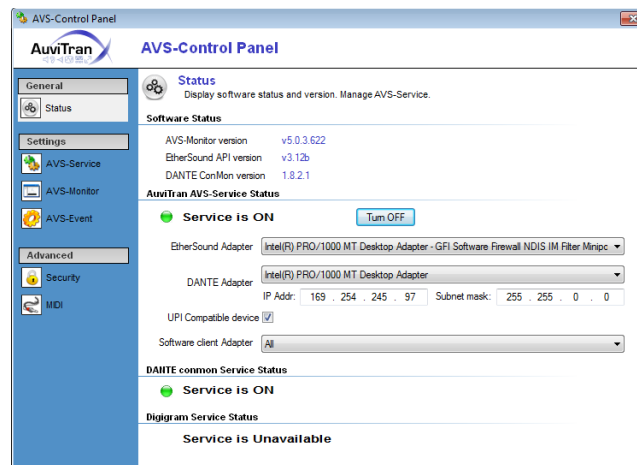 AVS-Control Panel
AuviTran
AVS-Control Panel
General
Status
Settings
AVS-Service
AVS-Monitor
AVS-Event
Advanced
Security
MIDI
Status
Display software status and version. Manage AVS-Service.
Software Status
AVS-Monitor version v5.0.3.622
EtherSound API version v3.12b
DANTE ConMon version 1.8.2.1
AuviTran AVS-Service Status
Service is ON Turn OFF
EtherSound Adapter Intel(R) PRO/1000 MT Desktop Adapter - GFI Software Firewall NDIS IM Filter Minipc
DANTE Adapter Intel(R) PRO/1000 MT Desktop Adapter
IP Addr: 169 . 254 . 245 . 97 Subnet mask: 255 . 255 . 0 . 0
UPI Compatible device
Software client Adapter All
DANTE conmon Service Status
Service is ON
Digigram Service Status
Service is Unavailable